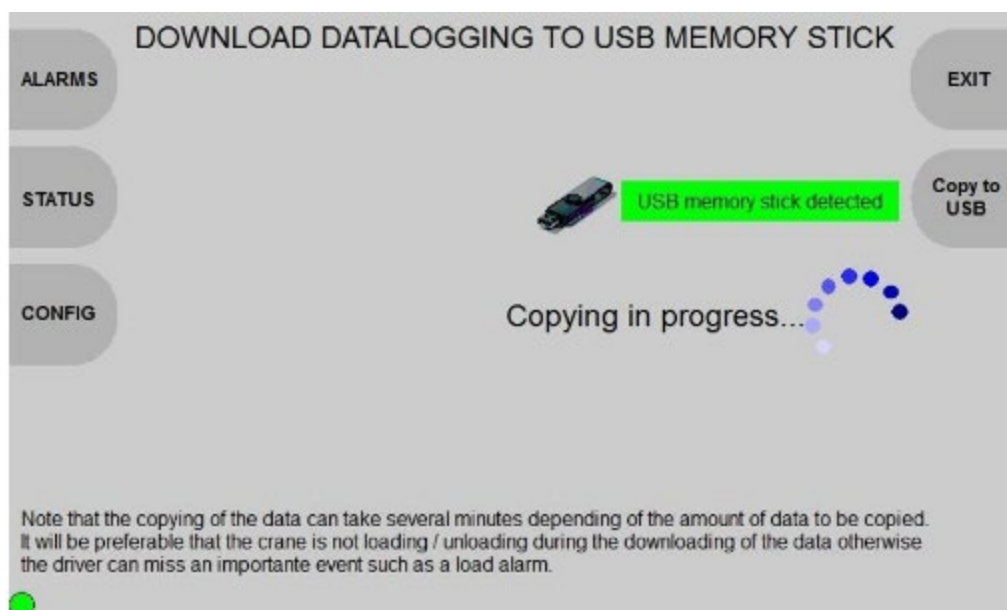 DOWNLOAD DATALOGGING TO USB MEMORY STICK
ALARMS
EXIT
STATUS
USB memory stick detected
Copy to
USB
CONFIG
Copying in progress...
Note that the copying of the data can take several minutes depending of the amount of data to be copied.
It will be preferable that the crane is not loading / unloading during the downloading of the data otherwise
the driver can miss an importante event such as a load alarm.